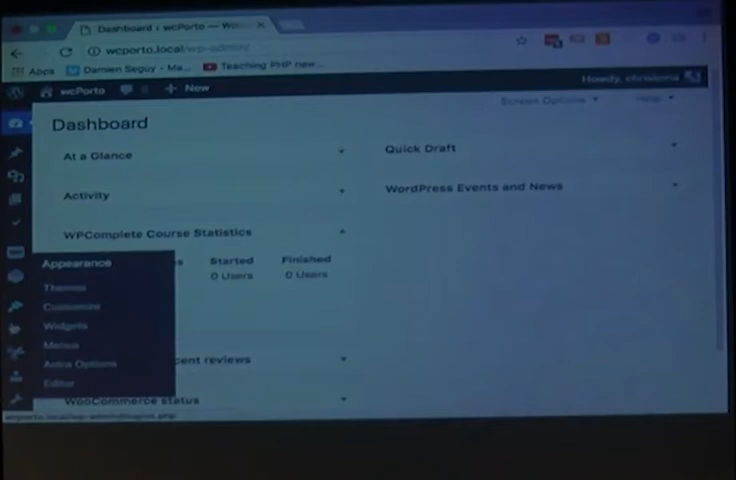 Dashboard ‹ wcPorto — Wo
wcporto.local/wp-admin/
Apps Damien Seguy - Ma... Teaching PHP new...
wcPorto New Howdy,
Screen Options Help
Dashboard
At a Glance
Quick Draft
Activity
WordPress Events and News
WPComplete Course Statistics
Appearance
Started Finished
0 Users 0 Users
Themes
Customize
Widgets
Menus
Astra Options
cent reviews
Editor
WooCommerce status